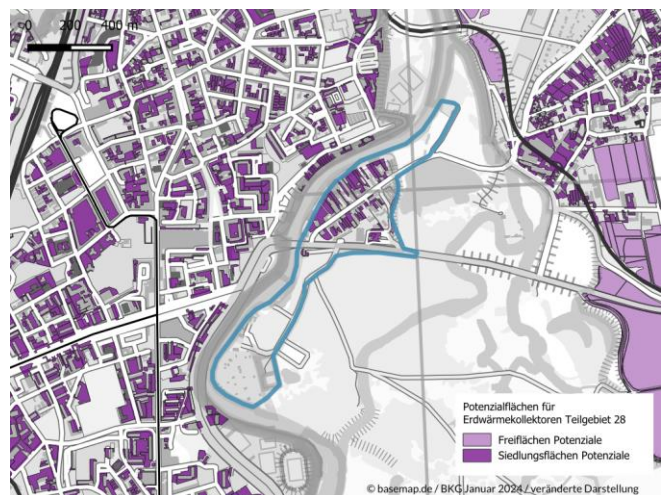 0 200 400 m
Potenzialflächen für
Erdwärmekollektoren Teilgebiet 28
Freiflächen Potenziale
Siedlungsflächen Potenziale
© basemap.de / BKG Januar 2024 / veränderte Darstellung